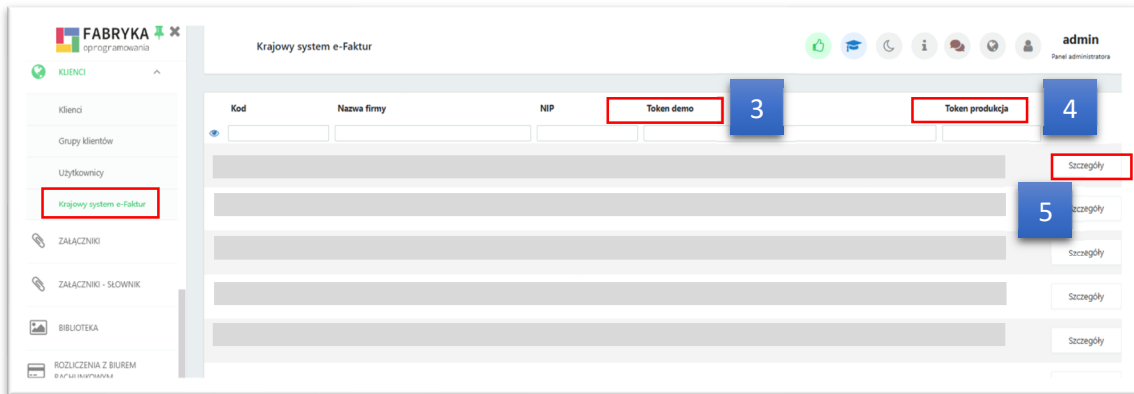 FABRYKA
oprogramowania
KLIENCI
Klienci
Grupy klientów
Użytkownicy
Krajowy system e-Faktur
ZAŁĄCZNIKI
ZAŁĄCZNIKI - SŁOWNIK
BIBLIOTEKA
ROZLICZENIA Z BIUREM
RACHUNKOWYM
Krajowy system e-Faktur
admin
Panel administratora
Kod Nazwa firmy NIP Token demo 3 Token produkcja 4
Szczegóły
5
Szczegóły
Szczegóły
Szczegóły